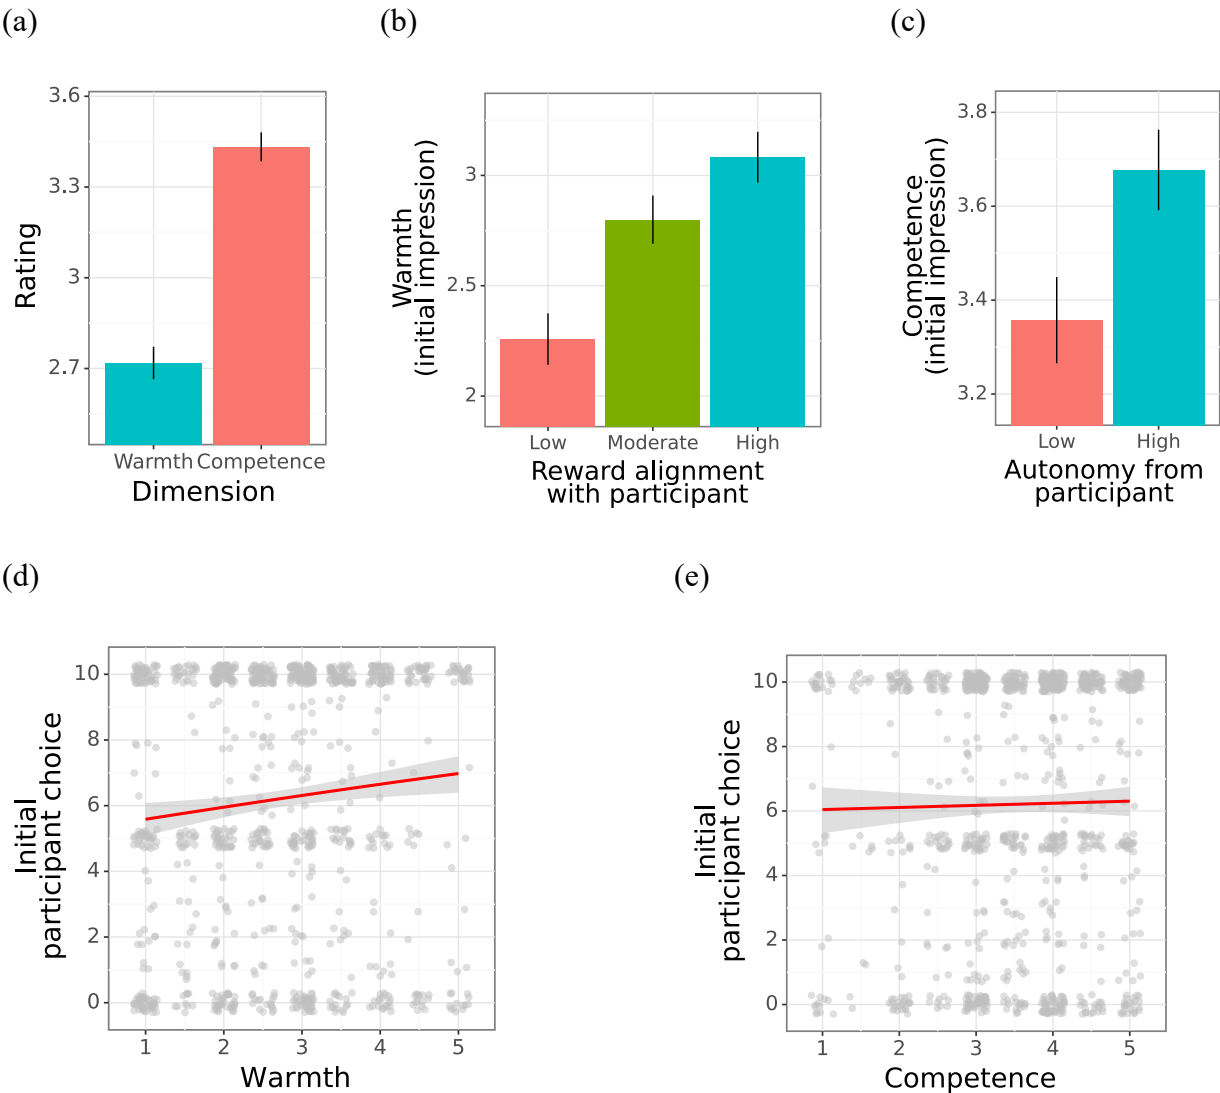 (a)
(b)
(c)
3.6
3.3
3
2.7
Rating
Warmth Competence
Dimension
3
2.5
2
Warmth
(initial impression)
Low Moderate High
Reward alignment
with participant
3.8
3.6
3.4
3.2
Competence
(initial impression)
Low High
Autonomy from
participant
(d)
(e)
10
8
6
4
2
0
Initial
participant choice
1 2 3 4 5
Warmth
10
8
6
4
2
0
Initial
participant choice
1 2 3 4 5
Competence